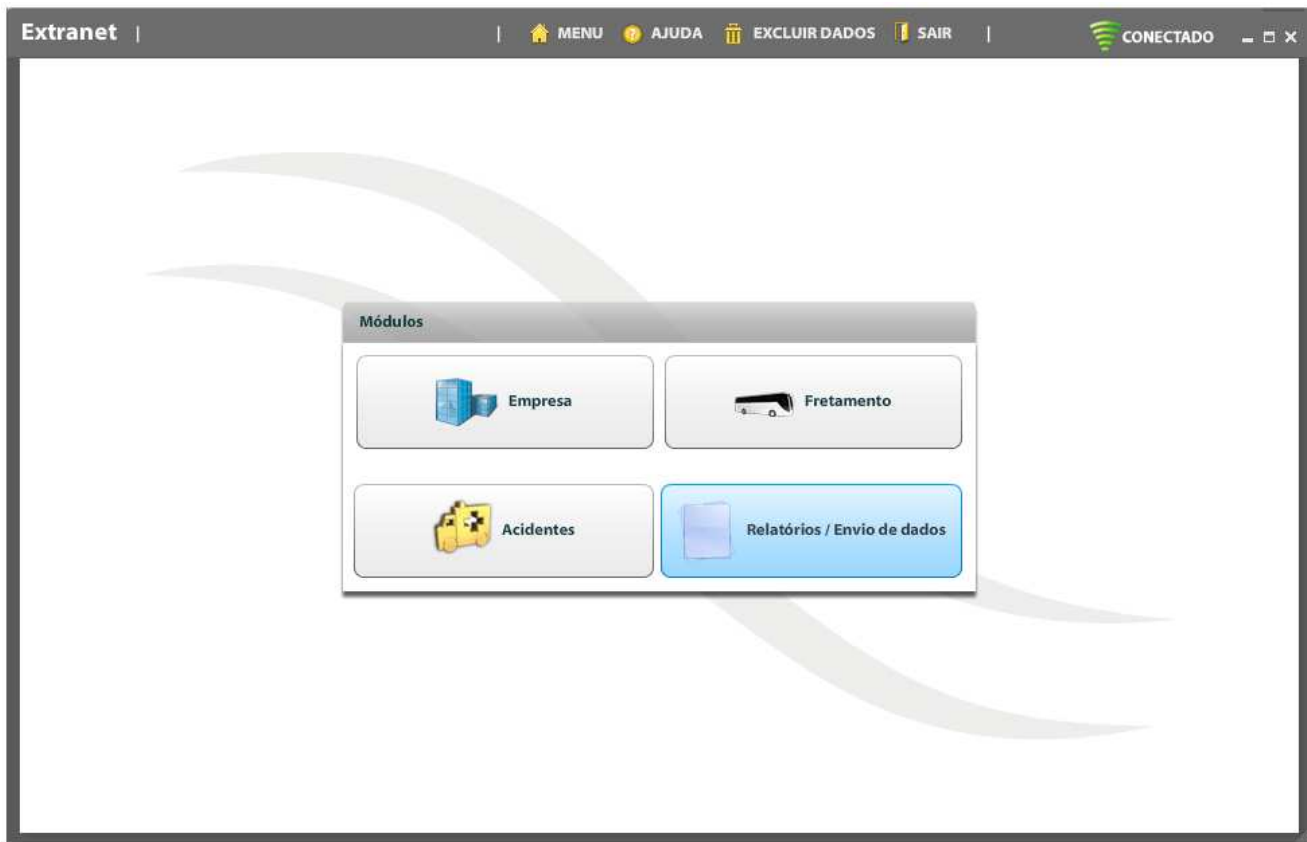 Extranet | | MENU AJUDA EXCLUIR DADOS SAIR | CONECTADO
Módulos
Empresa Fretamento
Acidentes Relatórios / Envio de dados